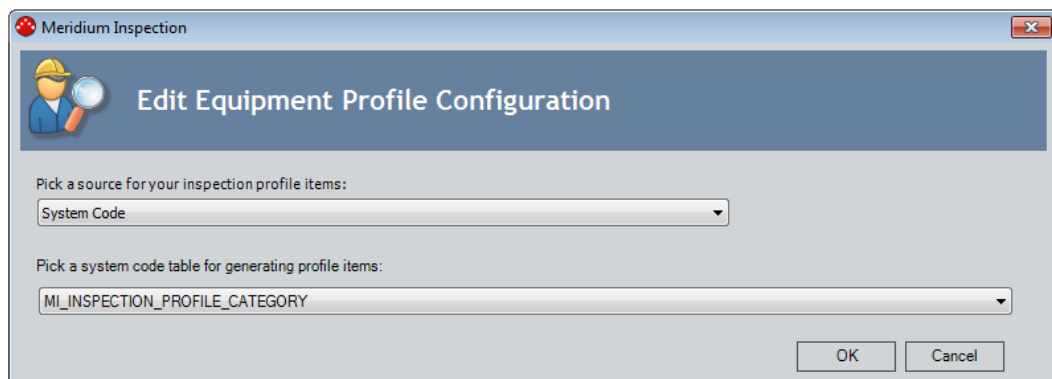 Meridium Inspection
Edit Equipment Profile Configuration
Pick a source for your inspection profile items:
System Code
Pick a system code table for generating profile items:
MI_INSPECTION_PROFILE_CATEGORY
OK Cancel